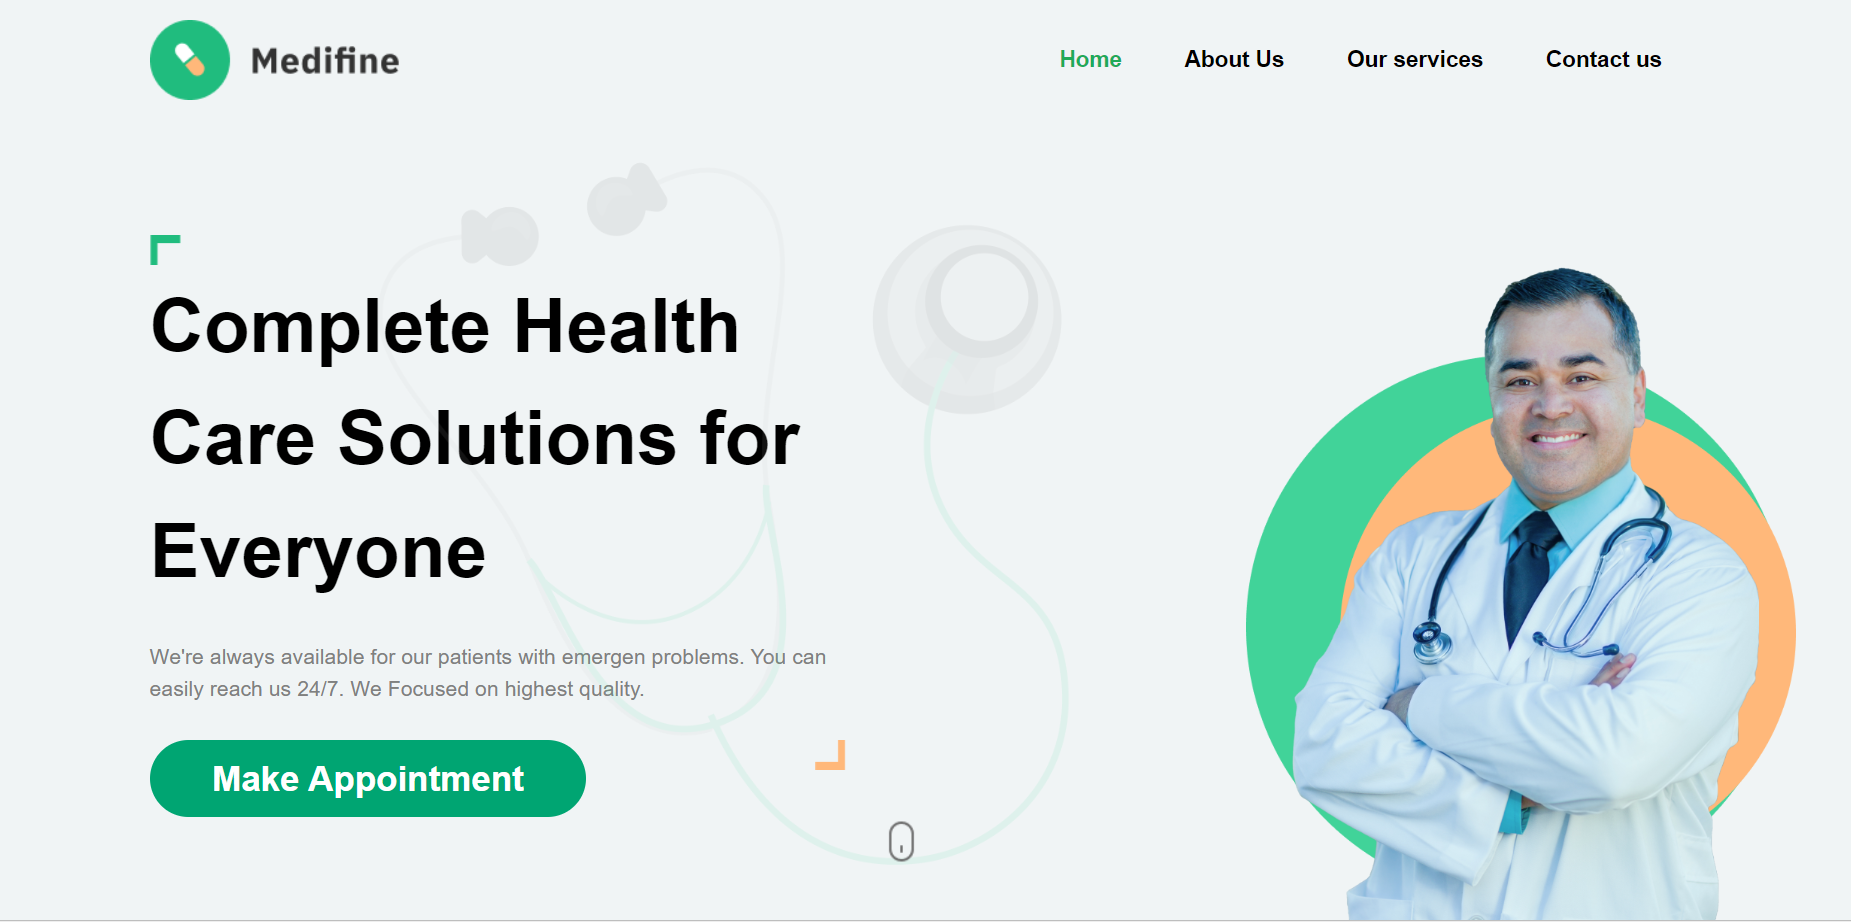 Medifine
Home About Us Our services Contact us
Complete Health
Care Solutions for
Everyone
We're always available for our patients with emergen problems. You can
easily reach us 24/7. We Focused on highest quality.
Make Appointment